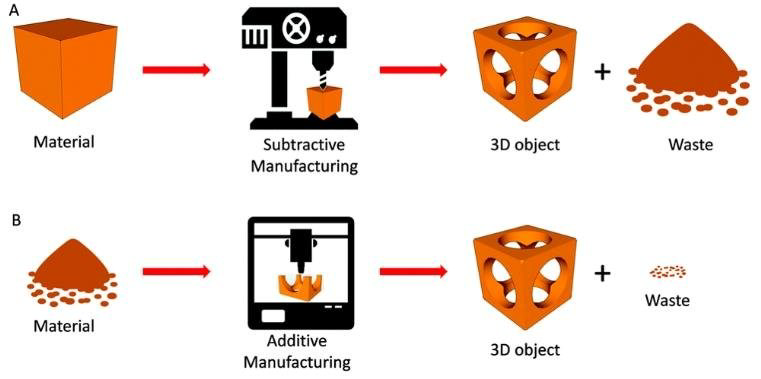 A
Material
Subtractive
Manufacturing
3D object
+
Waste
B
Material
Additive
Manufacturing
3D object
+
Waste